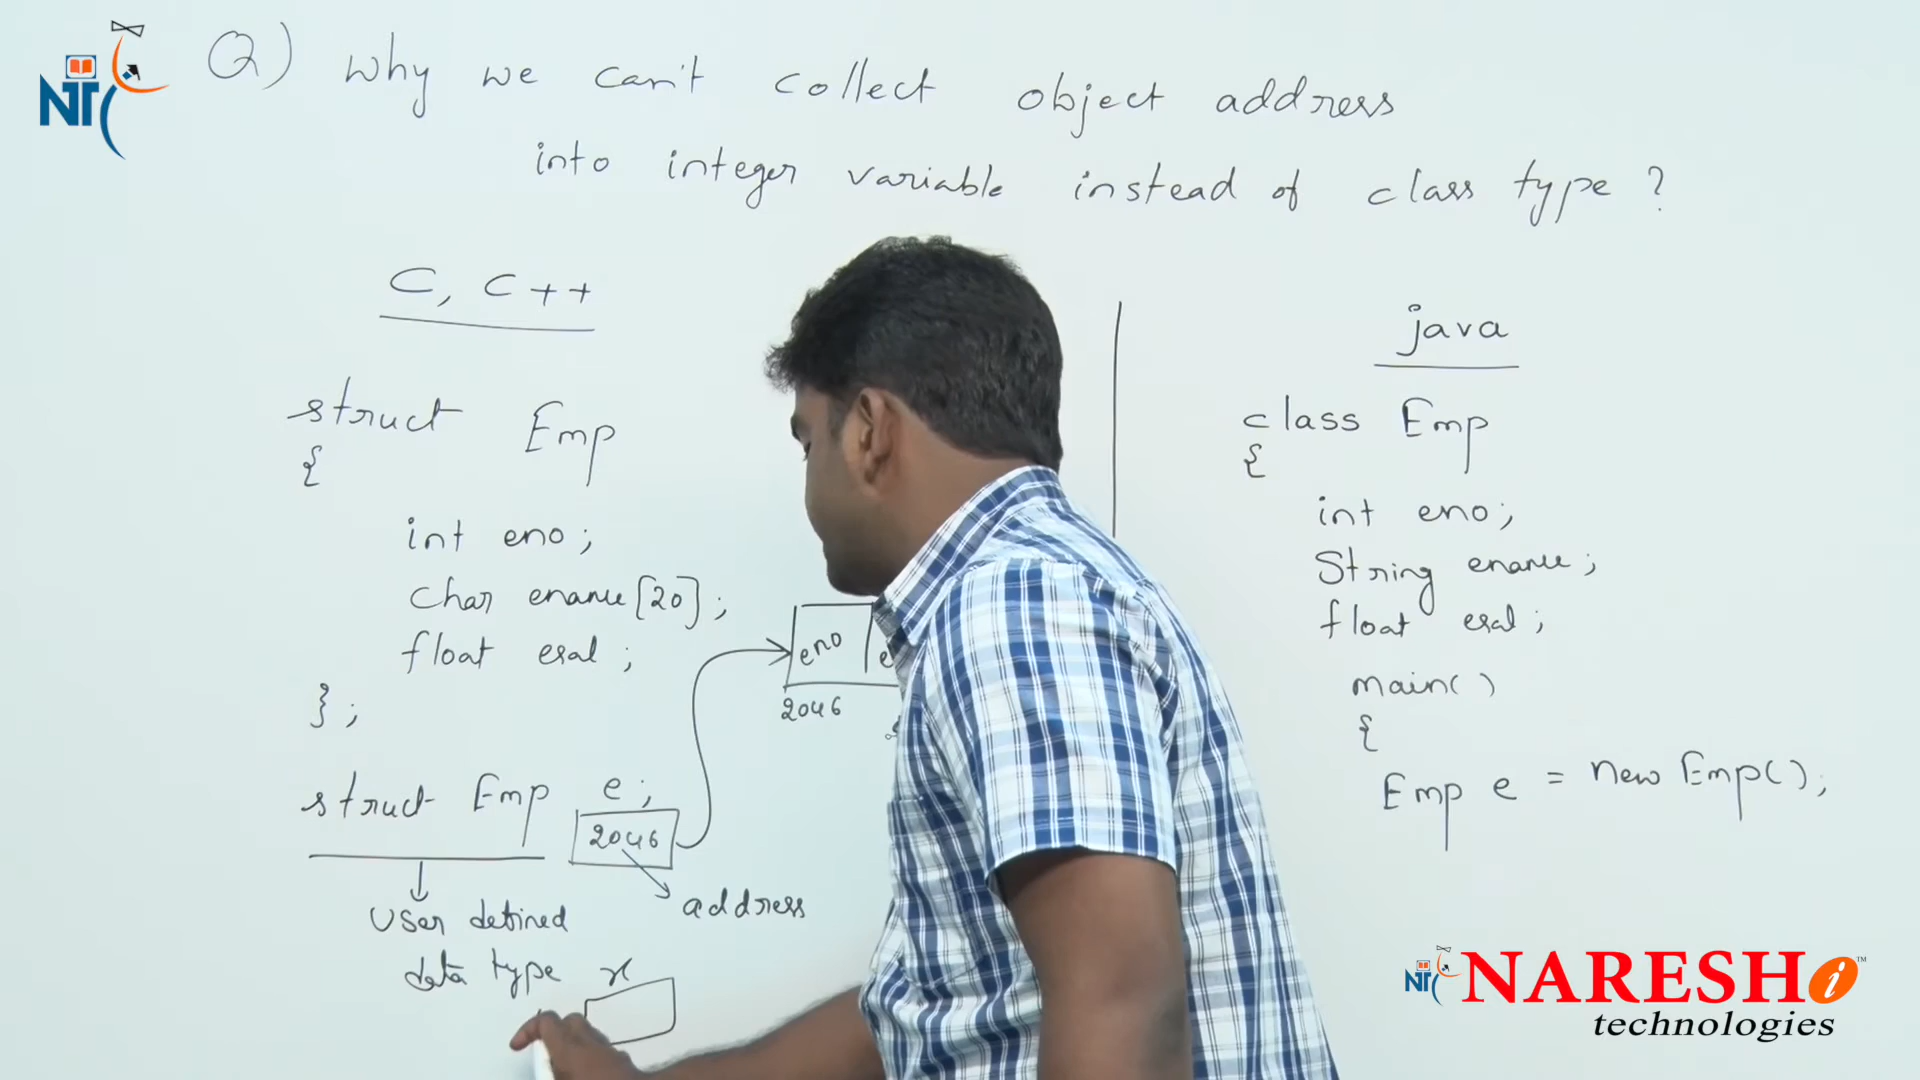 Q) Why we can't collect object address
into integer variable instead of class type ?
C, C++
struct Emp
{
int eno;
char ename[20];
float esal;
};
struct Emp e;
2046
address
User defined
data type
x
eno
2046
java
class Emp
{
int eno;
String ename;
float esal;
main()
{
Emp e = new Emp();
NARESH i
technologies